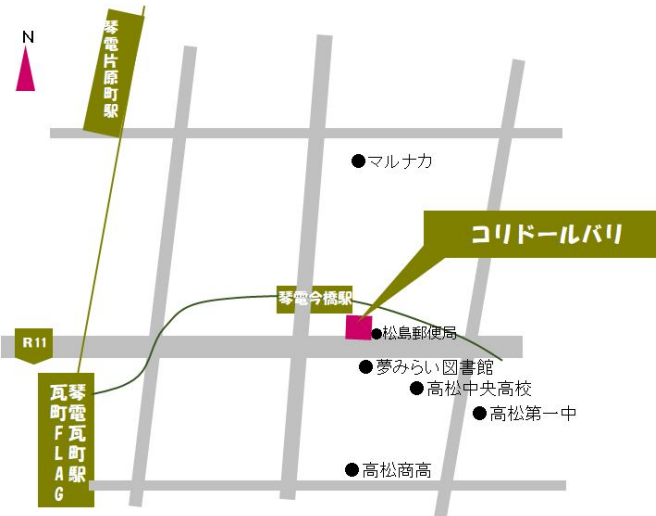 N
琴電片原町駅
マルナカ
コリドールバリ
琴電今橋駅
松島郵便局
R11
夢みらい図書館
琴電瓦町駅
瓦町FLAG
高松中央高校
高松第一中
高松商高